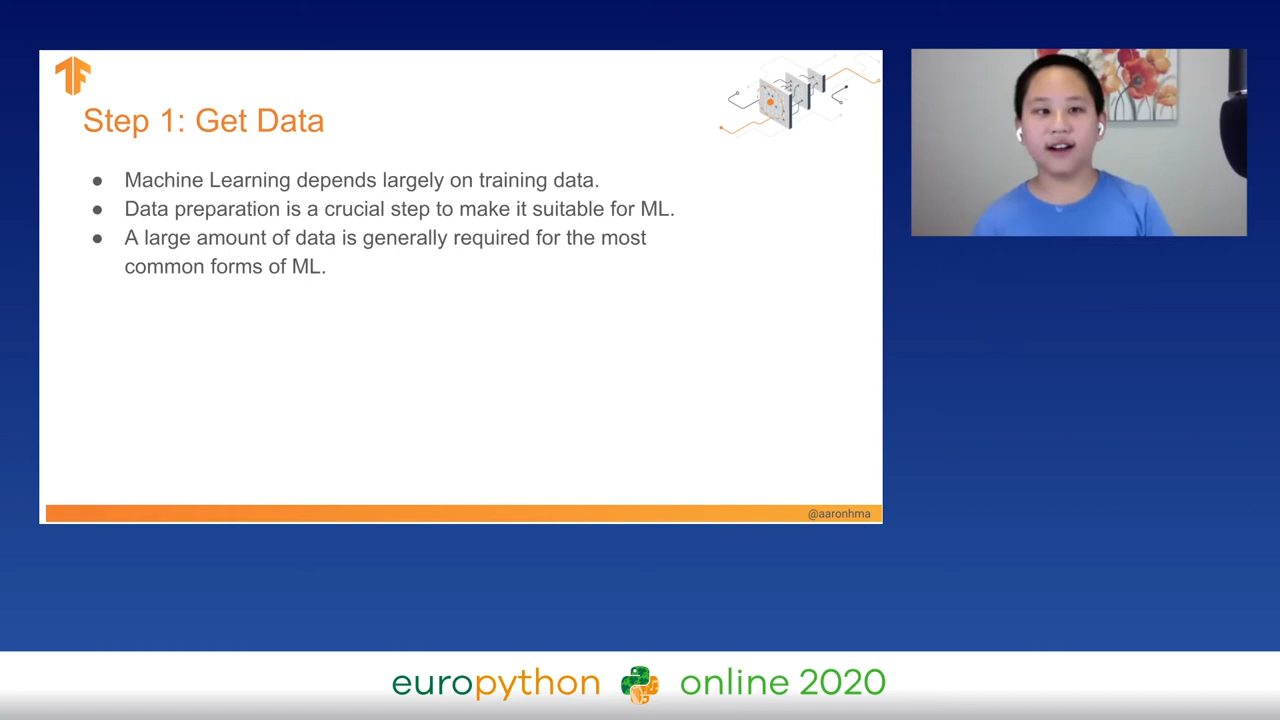 Step 1: Get Data
● Machine Learning depends largely on training data.
● Data preparation is a crucial step to make it suitable for ML.
● A large amount of data is generally required for the most
common forms of ML.
@aaronhma
europython online 2020